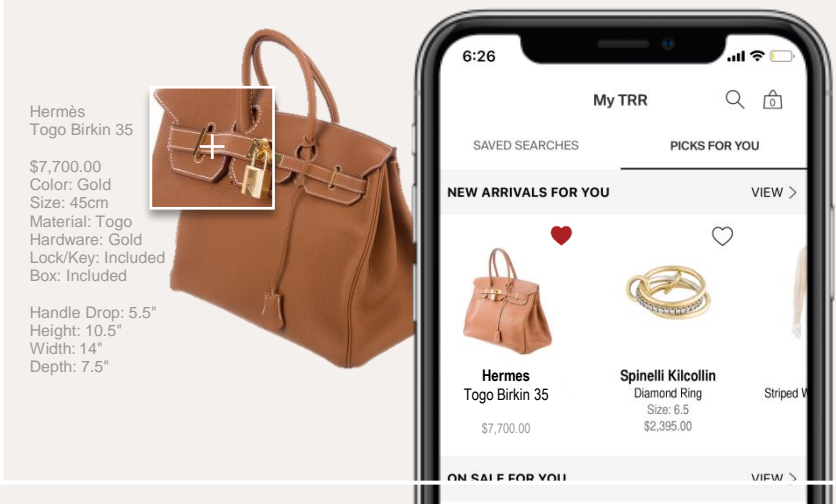 Hermès
Togo Birkin 35
$7,700.00
Color: Gold
Size: 45cm
Material: Togo
Hardware: Gold
Lock/Key: Included
Box: Included
Handle Drop: 5.5"
Height: 10.5"
Width: 14"
Depth: 7.5"
6:26
My TRR
0
SAVED SEARCHES
PICKS FOR YOU
NEW ARRIVALS FOR YOU
VIEW >
Hermes
Togo Birkin 35
$7,700.00
Spinelli Kilcollin
Diamond Ring
Size: 6.5
$2,395.00
Striped
ON SALE FOR YOU
VIEW >